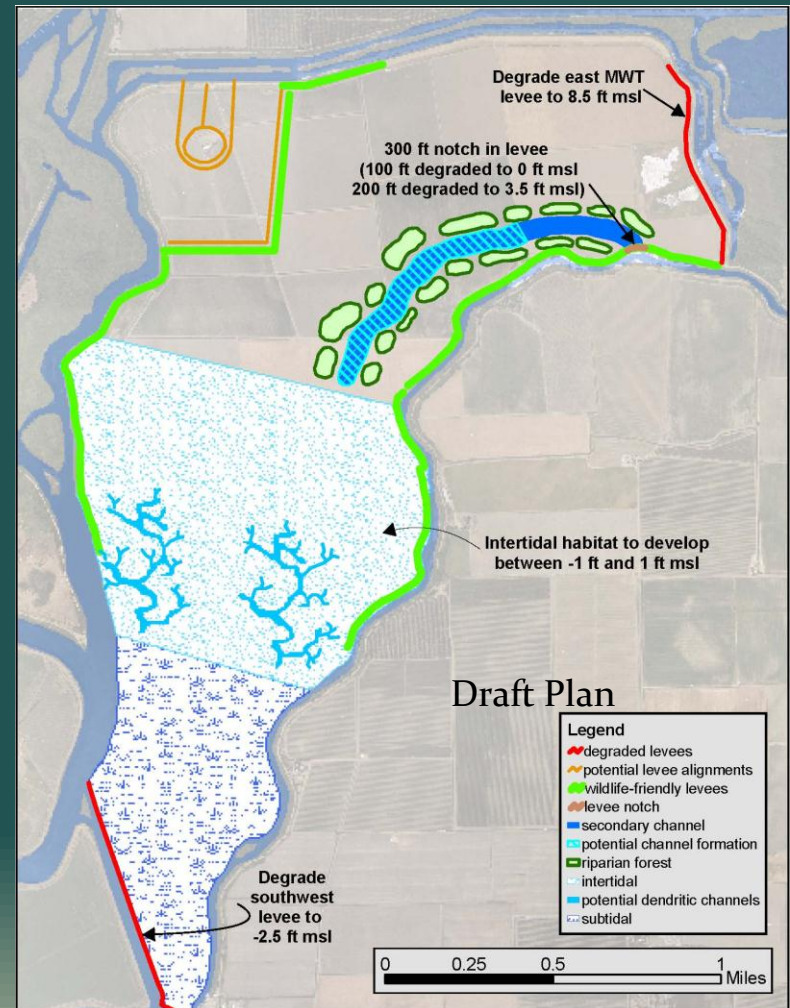 Degrade east MWT
levee to 8.5 ft msl
300 ft notch in levee
(100 ft degraded to 0 ft msl
200 ft degraded to 3.5 ft msl)
Intertidal habitat to develop
between -1 ft and 1 ft msl
Draft Plan
Legend
degraded levees
potential levee alignments
wildlife-friendly levees
levee notch
secondary channel
potential channel formation
riparian forest
intertidal
potential dendritic channels
subtidal
Degrade
southwest
levee to
-2.5 ft msl
0 0.25 0.5 1
Miles